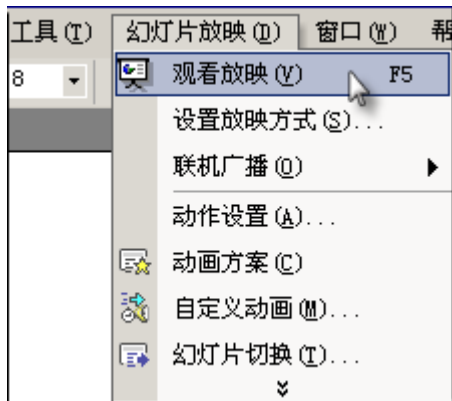 工具(T) 幻灯片放映(D) 窗口(W) 帮
8
观看放映(V) F5
设置放映方式(S)...
联机广播(O)
动作设置(A)...
动画方案(C)
自定义动画(M)...
幻灯片切换(T)...